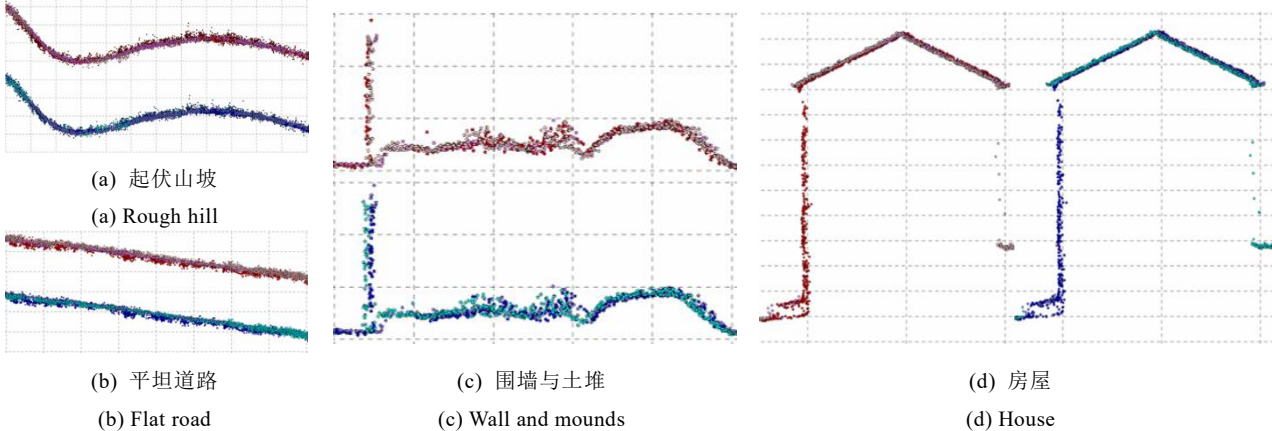 (a) 起伏山坡
(a) Rough hill
(b) 平坦道路
(b) Flat road
(c) 围墙与土堆
(c) Wall and mounds
(d) 房屋
(d) House